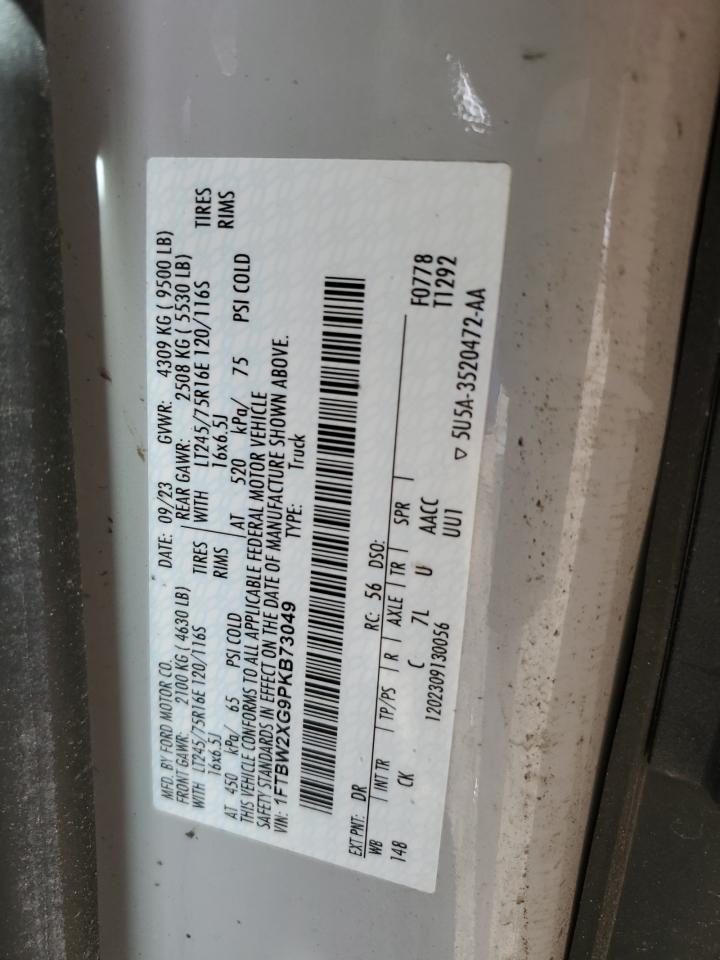 MFD. BY FORD MOTOR CO. DATE: 09/23 GVWR: 4309 KG ( 9500 LB)
FRONT GAWR: 2100 KG ( 4630 LB) REAR GAWR: 2508 KG ( 5530 LB)
WITH LT245/75R16E 120/116S TIRES WITH LT245/75R16E 120/116S TIRES
16x6.5J RIMS 16x6.5J RIMS
AT 450 kPa/ 65 PSI COLD AT 520 kPa/ 75 PSI COLD
THIS VEHICLE CONFORMS TO ALL APPLICABLE FEDERAL MOTOR VEHICLE
SAFETY STANDARDS IN EFFECT ON THE DATE OF MANUFACTURE SHOWN ABOVE.
VIN: 1FTBW2XG9PKB73049 TYPE: Truck
EXT PNT: DR RC: 56 DSO:
WB INT TR TP/PS R AXLE TR SPR F0778
148 CK C 7L U AACC T1292
1202309130056 UU1
▽ 5U5A-3520472-AA